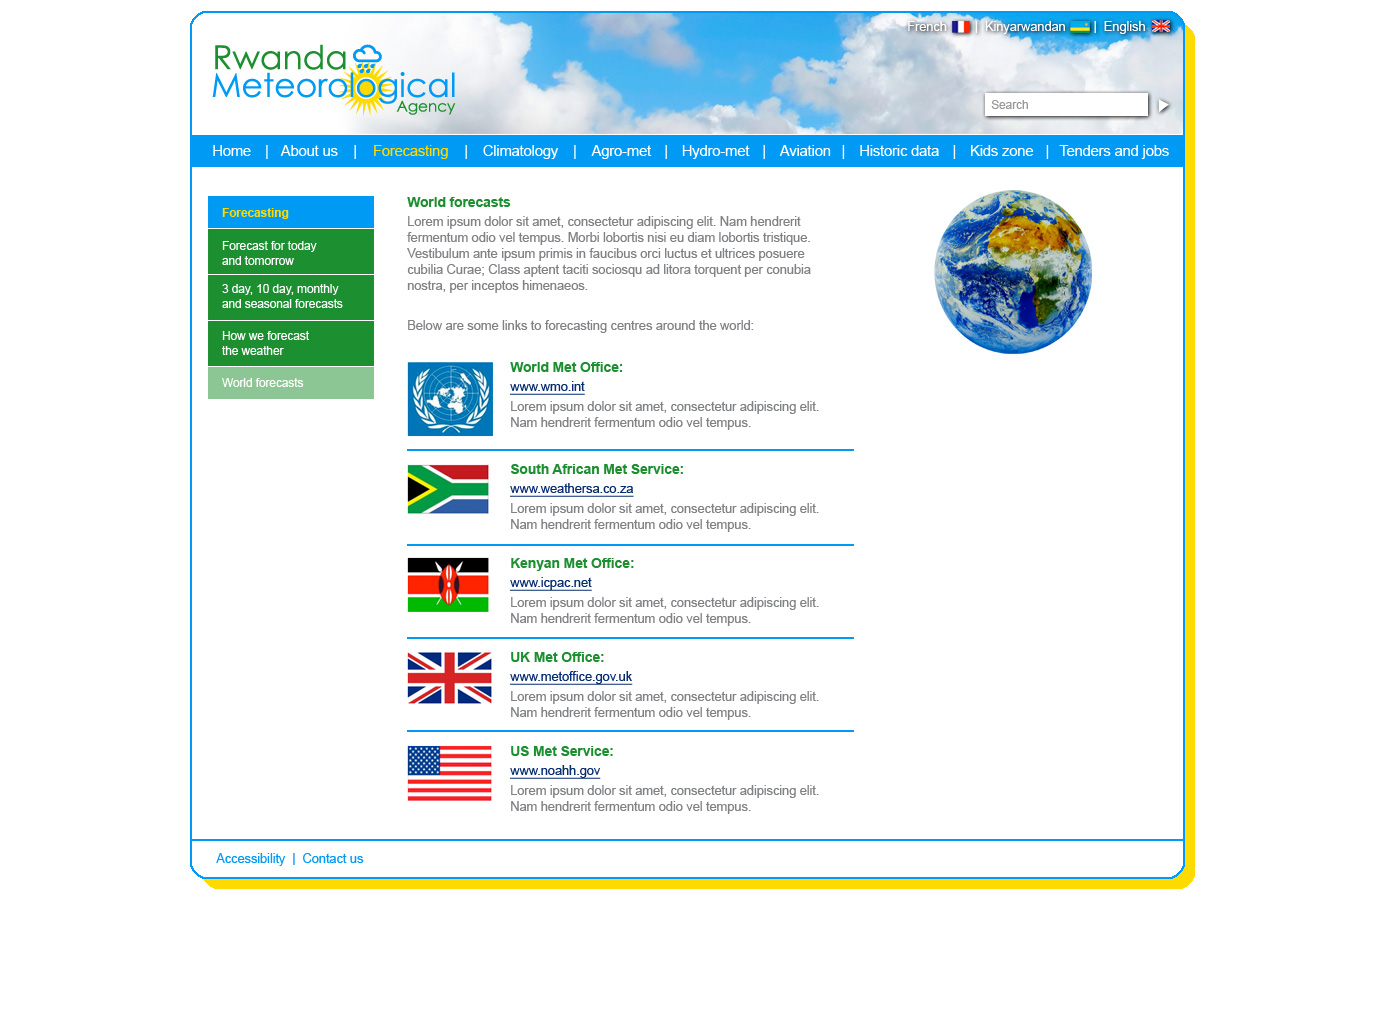 French | Kinyarwandan | English
Rwanda
Meteorological
Agency
Search
Home | About us | Forecasting | Climatology | Agro-met | Hydro-met | Aviation | Historic data | Kids zone | Tenders and jobs
Forecasting
Forecast for today
and tomorrow
3 day, 10 day, monthly
and seasonal forecasts
How we forecast
the weather
World forecasts
World forecasts
Lorem ipsum dolor sit amet, consectetur adipiscing elit. Nam hendrerit
fermentum odio vel tempus. Morbi lobortis nisi eu diam lobortis tristique.
Vestibulum ante ipsum primis in faucibus orci luctus et ultrices posuere
cubilia Curae; Class aptent taciti sociosqu ad litora torquent per conubia
nostra, per inceptos himenaeos.
Below are some links to forecasting centres around the world:
World Met Office:
www.wmo.int
Lorem ipsum dolor sit amet, consectetur adipiscing elit.
Nam hendrerit fermentum odio vel tempus.
South African Met Service:
www.weathersa.co.za
Lorem ipsum dolor sit amet, consectetur adipiscing elit.
Nam hendrerit fermentum odio vel tempus.
Kenyan Met Office:
www.icpac.net
Lorem ipsum dolor sit amet, consectetur adipiscing elit.
Nam hendrerit fermentum odio vel tempus.
UK Met Office:
www.metoffice.gov.uk
Lorem ipsum dolor sit amet, consectetur adipiscing elit.
Nam hendrerit fermentum odio vel tempus.
US Met Service:
www.noahh.gov
Lorem ipsum dolor sit amet, consectetur adipiscing elit.
Nam hendrerit fermentum odio vel tempus.
Accessibility | Contact us